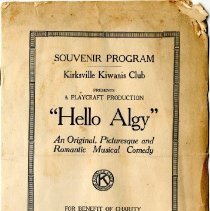 SOUVENIR PROGRAM
Kirksville Kiwanis Club
PRESENTS
A PLAYCRAFT PRODUCTION
"Hello Algy"
An Original, Picturesque and
Romantic Musical Comedy
K
FOR BENEFIT OF CHARITY